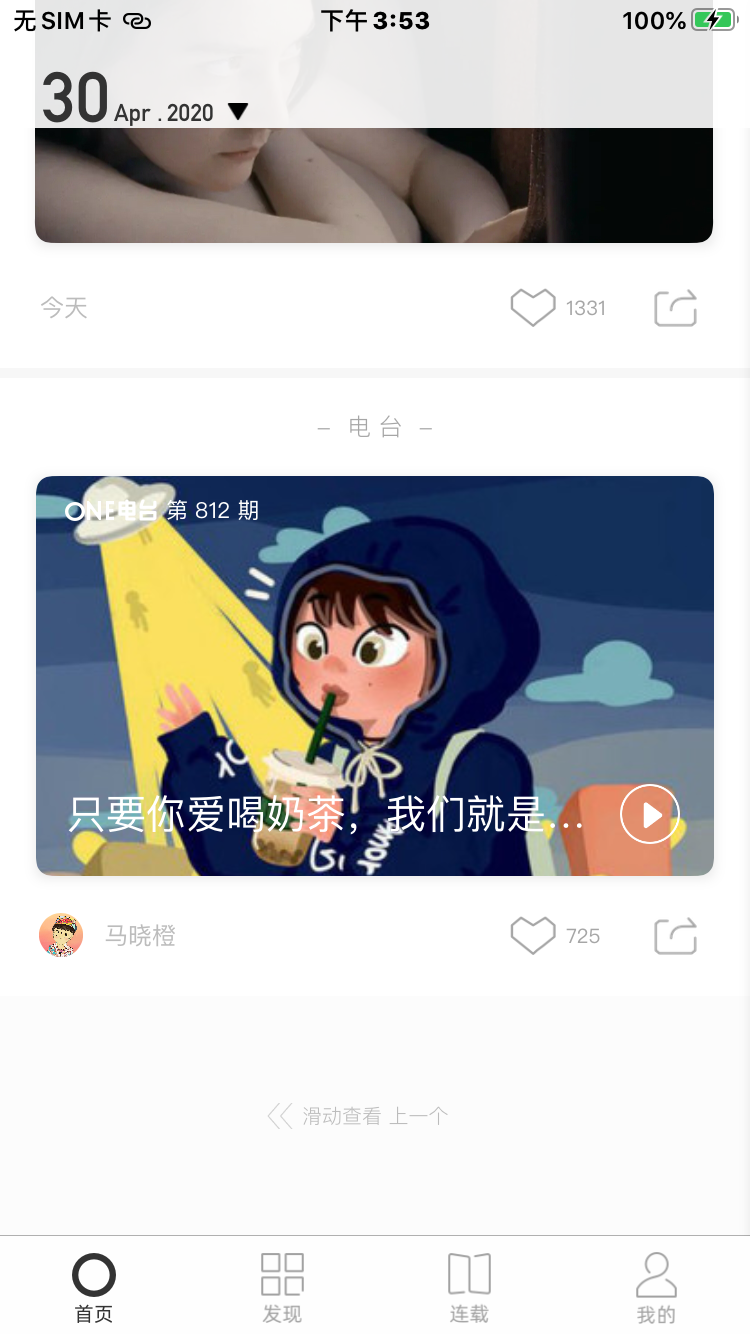 无SIM卡 下午3:53 100%
30 Apr . 2020
今天 1331
– 电 台 –
ONE电台 第 812 期
只要你爱喝奶茶，我们就是…
马晓橙 725
滑动查看 上一个
首页 发现 连载 我的